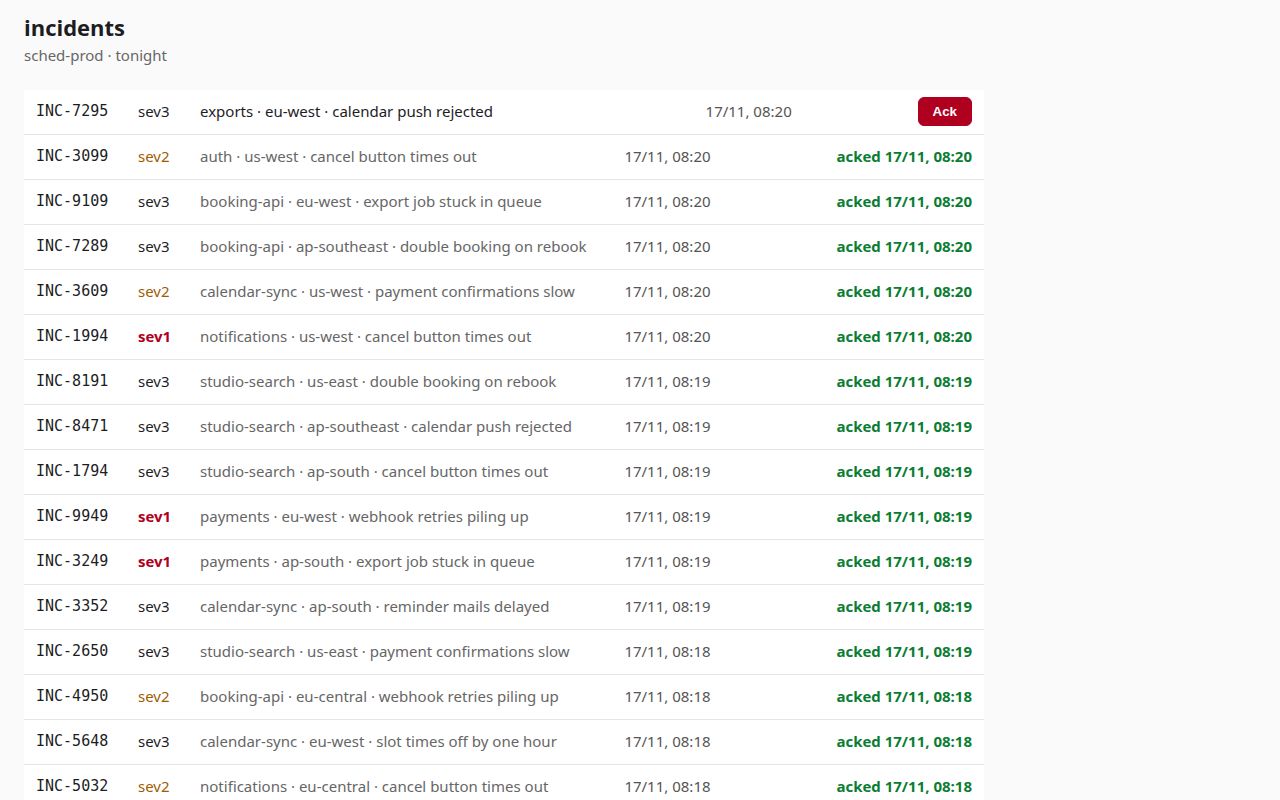 incidents
sched-prod · tonight
INC-7295 sev3 exports · eu-west · calendar push rejected 17/11, 08:20 Ack
INC-3099 sev2 auth · us-west · cancel button times out 17/11, 08:20 acked 17/11, 08:20
INC-9109 sev3 booking-api · eu-west · export job stuck in queue 17/11, 08:20 acked 17/11, 08:20
INC-7289 sev3 booking-api · ap-southeast · double booking on rebook 17/11, 08:20 acked 17/11, 08:20
INC-3609 sev2 calendar-sync · us-west · payment confirmations slow 17/11, 08:20 acked 17/11, 08:20
INC-1994 sev1 notifications · us-west · cancel button times out 17/11, 08:20 acked 17/11, 08:20
INC-8191 sev3 studio-search · us-east · double booking on rebook 17/11, 08:19 acked 17/11, 08:19
INC-8471 sev3 studio-search · ap-southeast · calendar push rejected 17/11, 08:19 acked 17/11, 08:19
INC-1794 sev3 studio-search · ap-south · cancel button times out 17/11, 08:19 acked 17/11, 08:19
INC-9949 sev1 payments · eu-west · webhook retries piling up 17/11, 08:19 acked 17/11, 08:19
INC-3249 sev1 payments · ap-south · export job stuck in queue 17/11, 08:19 acked 17/11, 08:19
INC-3352 sev3 calendar-sync · ap-south · reminder mails delayed 17/11, 08:19 acked 17/11, 08:19
INC-2650 sev3 studio-search · us-east · payment confirmations slow 17/11, 08:18 acked 17/11, 08:19
INC-4950 sev2 booking-api · eu-central · webhook retries piling up 17/11, 08:18 acked 17/11, 08:18
INC-5648 sev3 calendar-sync · eu-west · slot times off by one hour 17/11, 08:18 acked 17/11, 08:18
INC-5032 sev2 notifications · eu-central · cancel button times out 17/11, 08:18 acked 17/11, 08:18